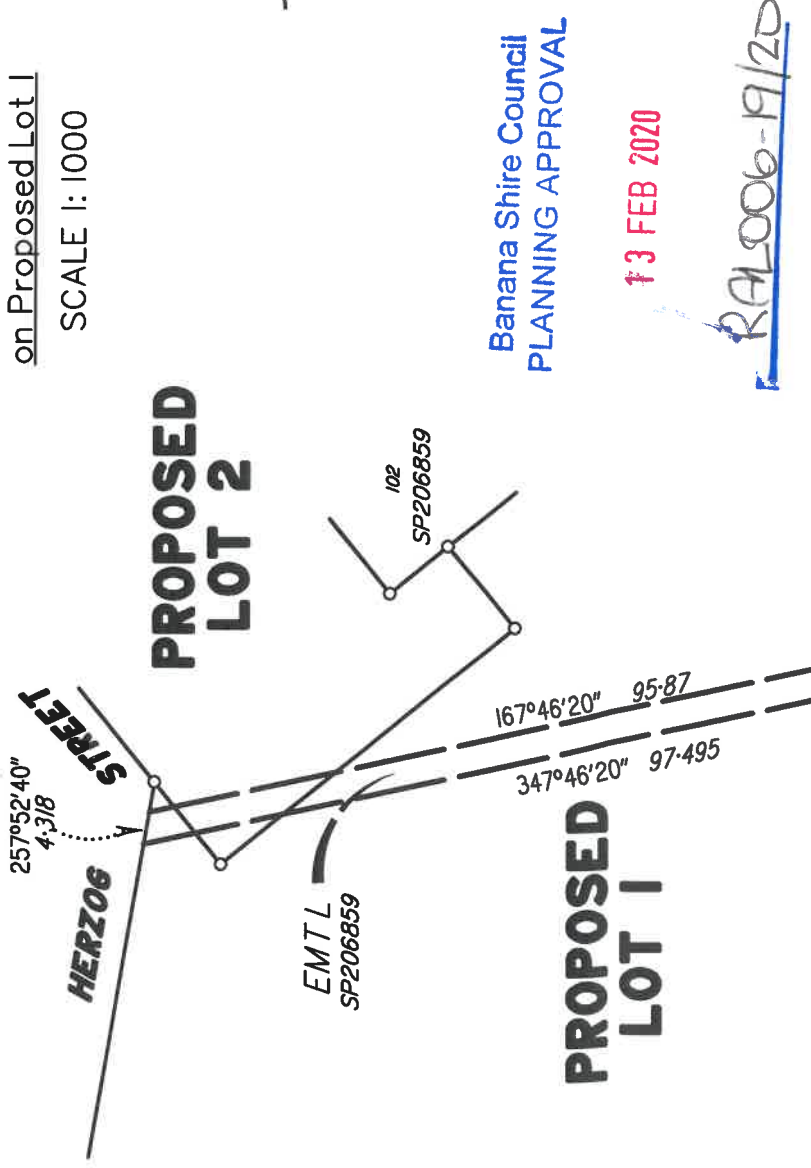 on Proposed Lot 1
SCALE 1:1000
Banana Shire Council
PLANNING APPROVAL
13 FEB 2020
RAL006-19/20
PROPOSED
LOT 2
102
SP206859
STREET
257°52'40"
4·318
A
HERZOG
EMT L
SP206859
167°46'20" 95·87
347°46'20" 97·495
PROPOSED
LOT 1